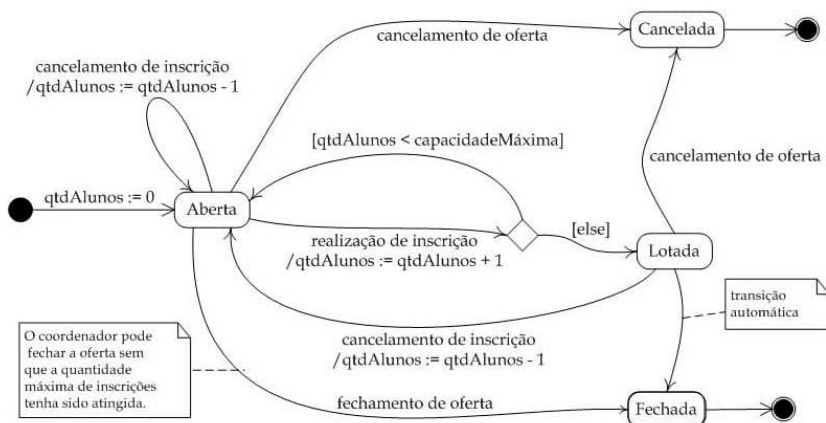 cancelamento de oferta
Cancelada
cancelamento de inscrição
/qtdAlunos := qtdAlunos - 1
[qtdAlunos < capacidadeMáxima]
cancelamento de oferta
qtdAlunos := 0
Aberta
realização de inscrição
/qtdAlunos := qtdAlunos + 1
[else]
Lotada
transição
automática
O coordenador pode
fechar a oferta sem
que a quantidade
máxima de inscrições
tenha sido atingida.
cancelamento de inscrição
/qtdAlunos := qtdAlunos - 1
fechamento de oferta
Fechada